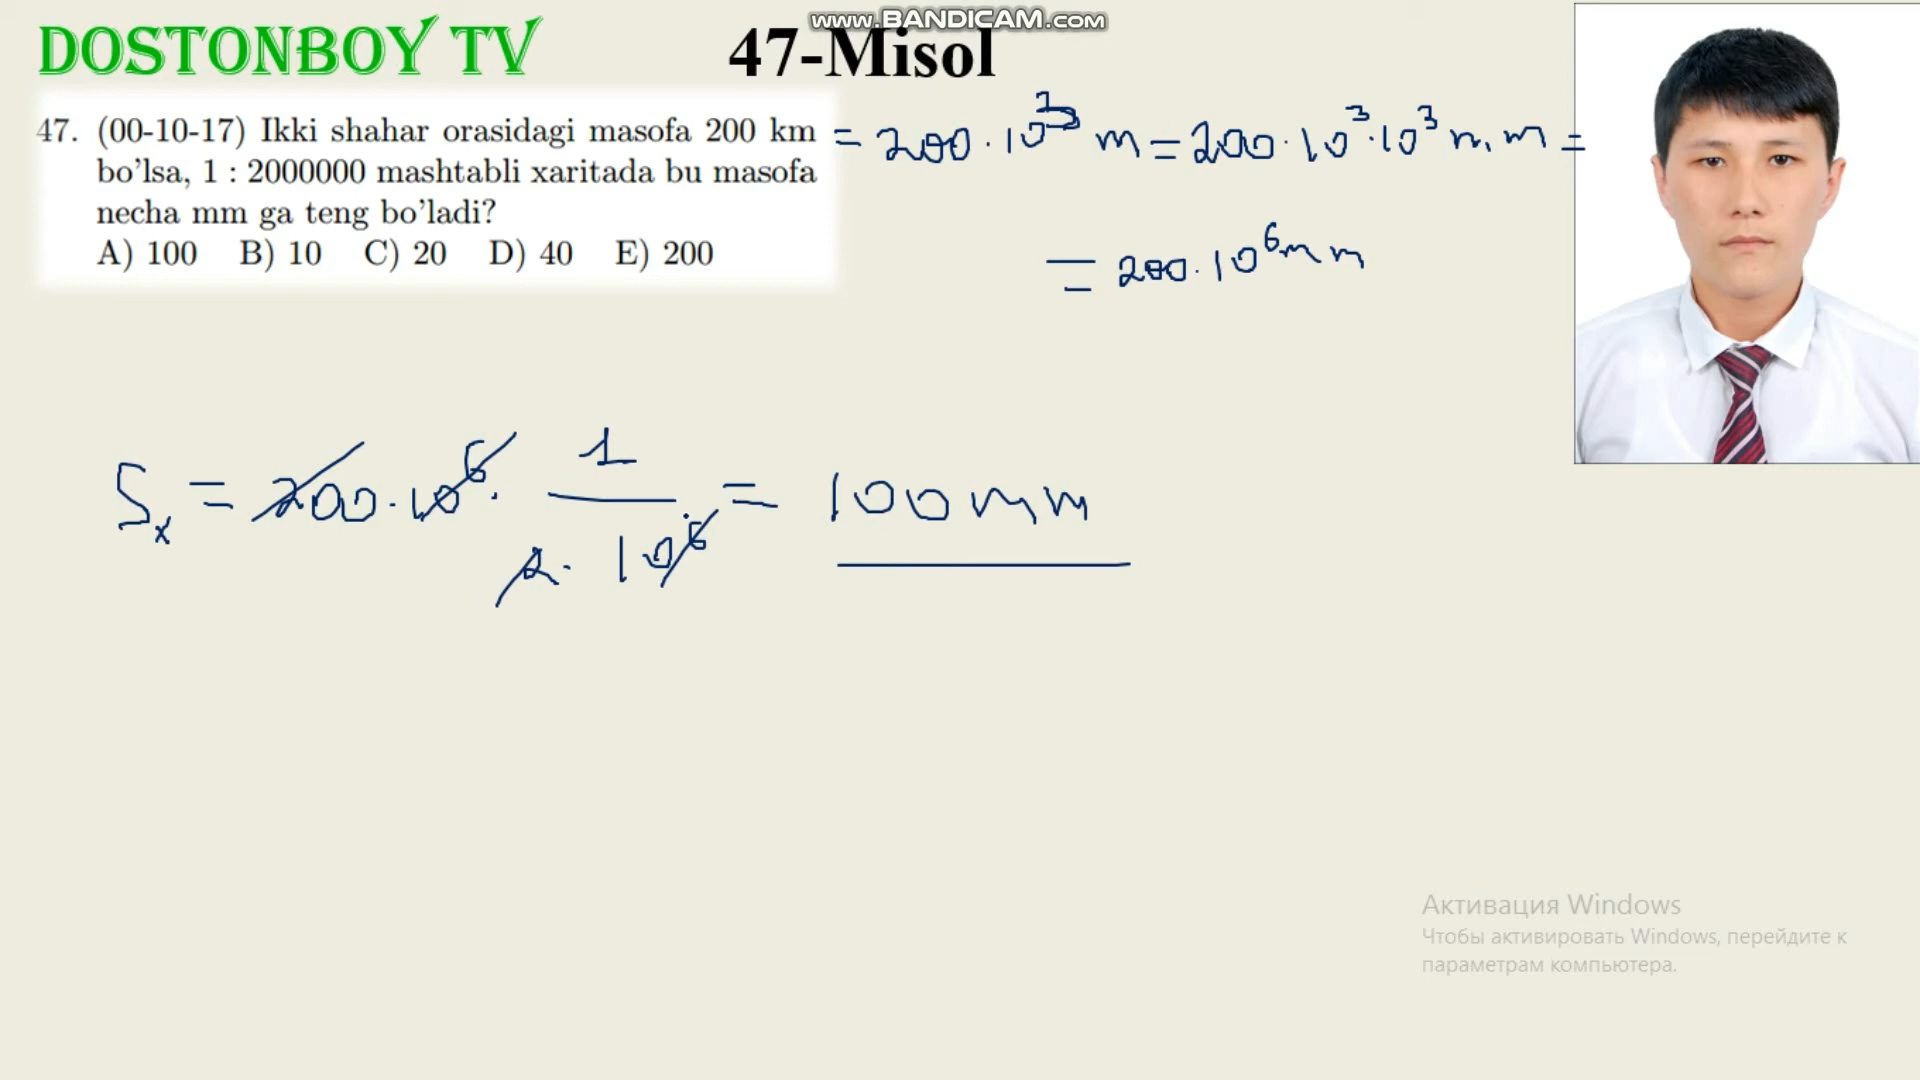 www.BANDICAM.com
DOSTONBOY TV
47-Misol
47. (00-10-17) Ikki shahar orasidagi masofa 200 km
bo'lsa, 1 : 2000000 mashtabli xaritada bu masofa
necha mm ga teng bo'ladi?
A) 100 B) 10 C) 20 D) 40 E) 200
= 200·10³ m = 200·10³·10³ m.m =
= 200·10⁶ mm
Sₓ = 200·10⁶· 1 / 2·10⁶ = 100 mm
Активация Windows
Чтобы активировать Windows, перейдите к
параметрам компьютера.